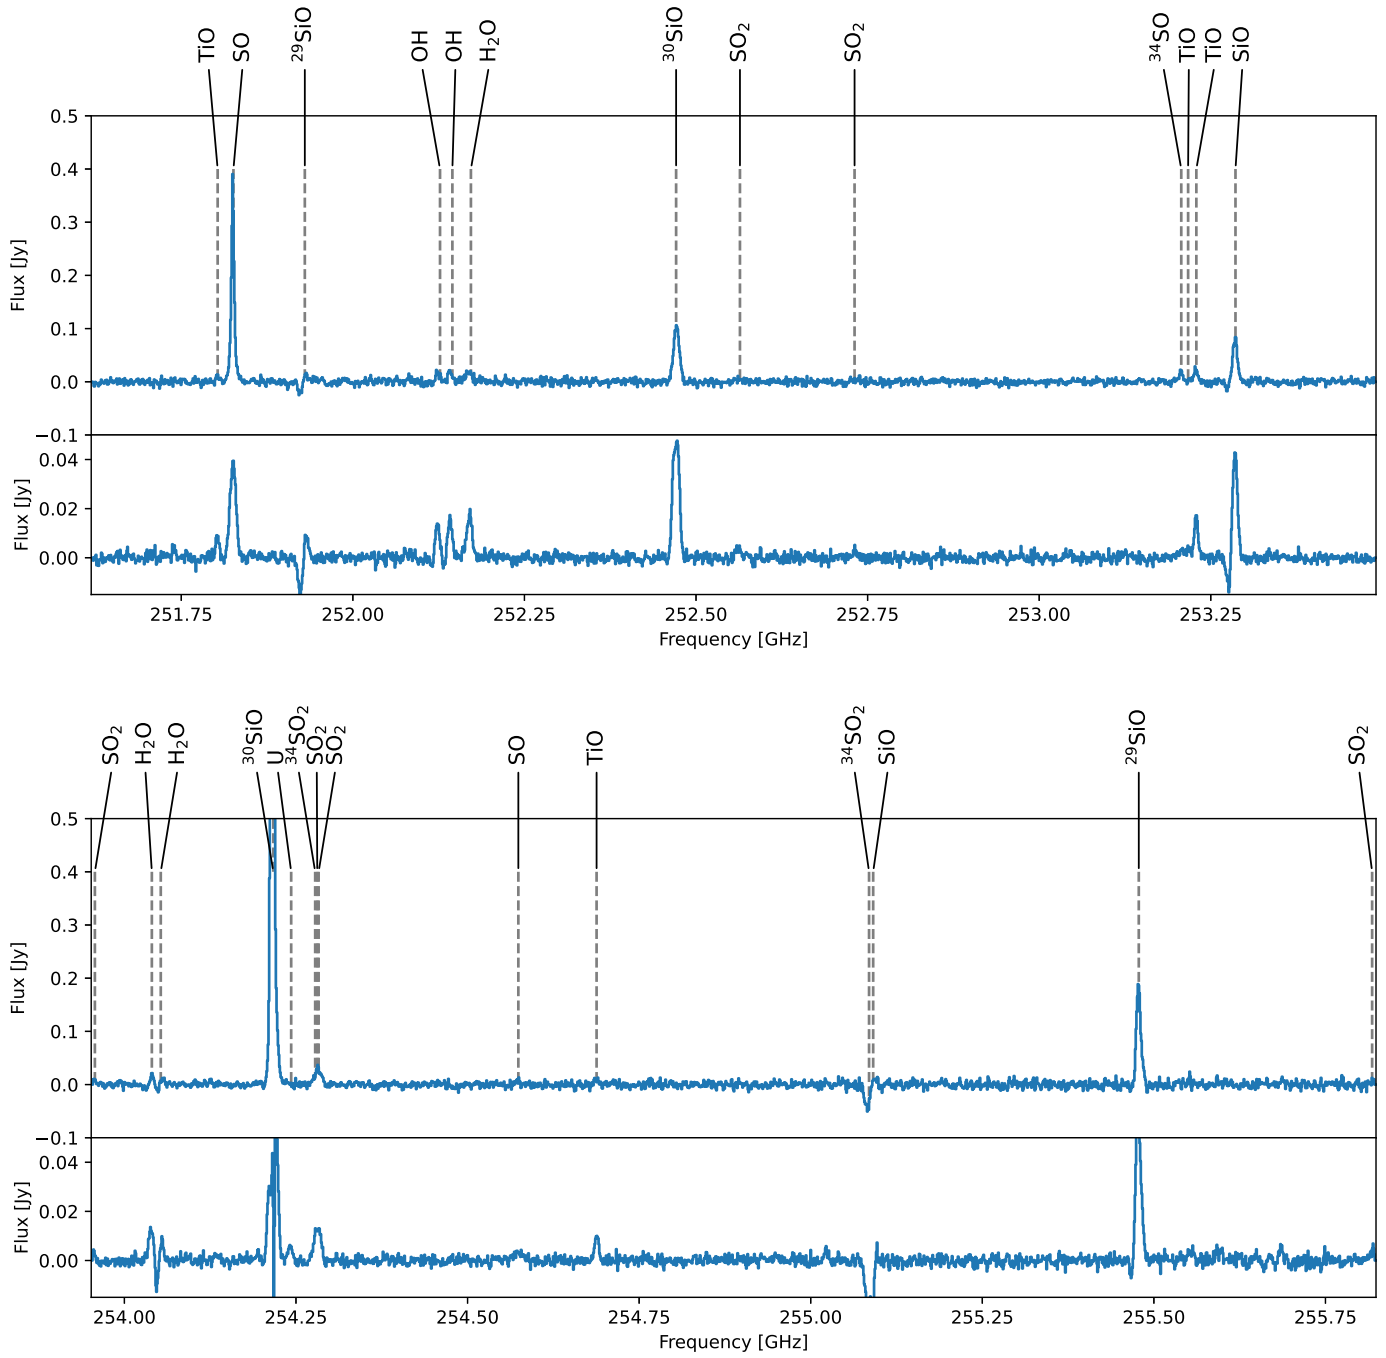 TiO SO ²⁹SiO OH OH H₂O ³⁰SiO SO₂ SO₂ ³⁴SO TiO TiO SiO
0.5
0.4
0.3
0.2
0.1
0.0
−0.1
Flux [Jy]
0.04
0.02
0.00
Flux [Jy]
251.75 252.00 252.25 252.50 252.75 253.00 253.25
Frequency [GHz]
SO₂ H₂O H₂O ³⁰SiO U ³⁴SO₂ SO₂ SO₂ SO TiO ³⁴SO₂ SiO ²⁹SiO SO₂
0.5
0.4
0.3
0.2
0.1
0.0
−0.1
Flux [Jy]
0.04
0.02
0.00
Flux [Jy]
254.00 254.25 254.50 254.75 255.00 255.25 255.50 255.75
Frequency [GHz]